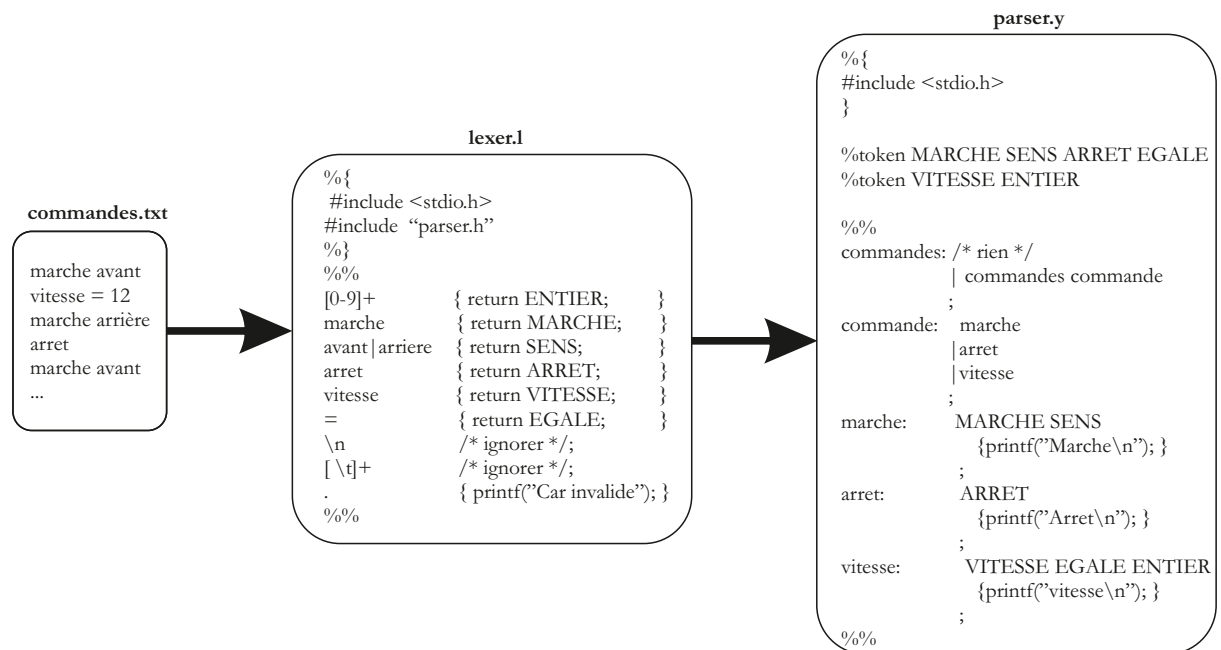 commandes.txt
marche avant
vitesse = 12
marche arrière
arret
marche avant
...
lexer.l
%{
#include <stdio.h>
#include “parser.h”
%}
%%
[0-9]+ { return ENTIER; }
marche { return MARCHE; }
avant|arriere { return SENS; }
arret { return ARRET; }
vitesse { return VITESSE; }
= { return EGALE; }
\n /* ignorer */;
[ \t]+ /* ignorer */;
. { printf(”Car invalide”); }
%%
parser.y
%{
#include <stdio.h>
}
%token MARCHE SENS ARRET EGALE
%token VITESSE ENTIER
%%
commandes: /* rien */
| commandes commande
;
commande: marche
|arret
|vitesse
;
marche: MARCHE SENS
{printf(”Marche\n”); }
;
arret: ARRET
{printf(”Arret\n”); }
;
vitesse: VITESSE EGALE ENTIER
{printf(”vitesse\n”); }
;
%%